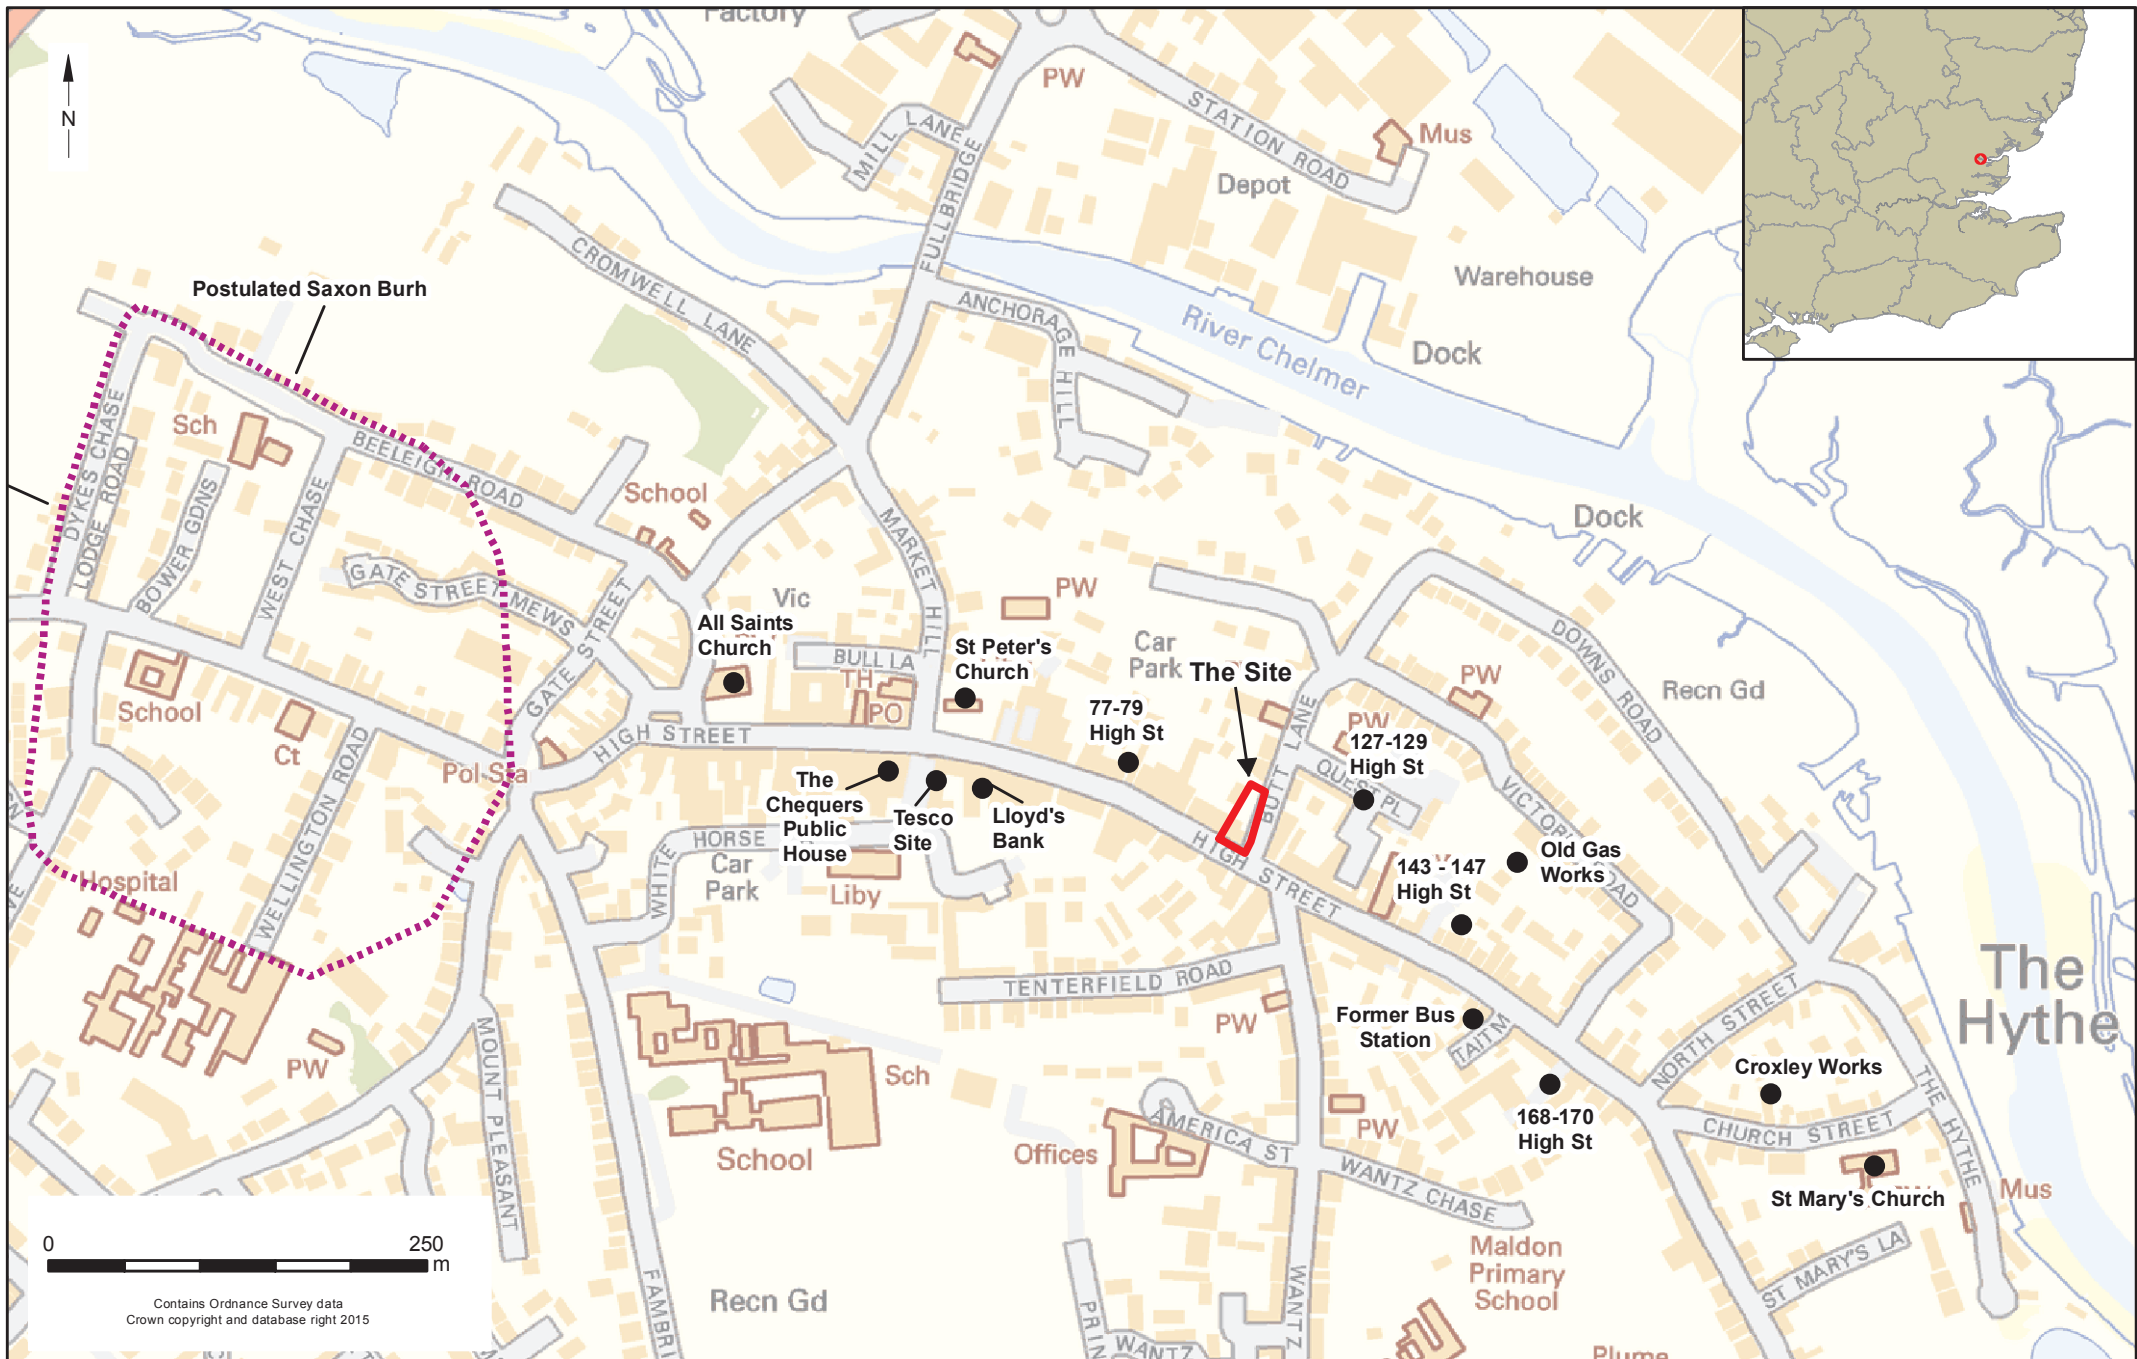 Factory
N
PW
STATION ROAD
Mus
MILL LANE
Depot
FULLBRIDGE
CROMWELL LANE
Warehouse
Postulated Saxon Burh
ANCHORAGE HILL
River Chelmer
Dock
Sch
DYKES CHASE
LODGE ROAD
BEELEIGH ROAD
BOWER GDNS
WEST CHASE
School
MARKET HILL
Dock
GATE STREET MEWS
GATE STREET
Vic
PW
All Saints
Church
BULL LA
TH
PO
St Peter's
Church
Car
Park
The Site
DOWNS ROAD
PW
Recn Gd
School
Ct
Pol Sta
HIGH STREET
77-79
High St
BUTT LANE
PW
127-129
High St
QUEST PL
VICTORIA ROAD
WELLINGTON ROAD
The
Chequers
Public
House
Tesco
Site
Lloyd's
Bank
WHITE HORSE
Car
Park
Liby
HIGH STREET
143 - 147
High St
Old Gas
Works
Hospital
TENTERFIELD ROAD
The
Hythe
PW
Former Bus
Station
TAITM
NORTH STREET
Croxley Works
MOUNT PLEASANT
PW
Sch
School
Offices
AMERICA ST
PW
168-170
High St
CHURCH STREET
THE HYTHE
WANTZ CHASE
St Mary's Church
Mus
0 250
m
Contains Ordnance Survey data
Crown copyright and database right 2015
Recn Gd
FAMBRI
PRIN
WANTZ
WANTZ
Maldon
Primary
School
ST MARY'S LA
Plume